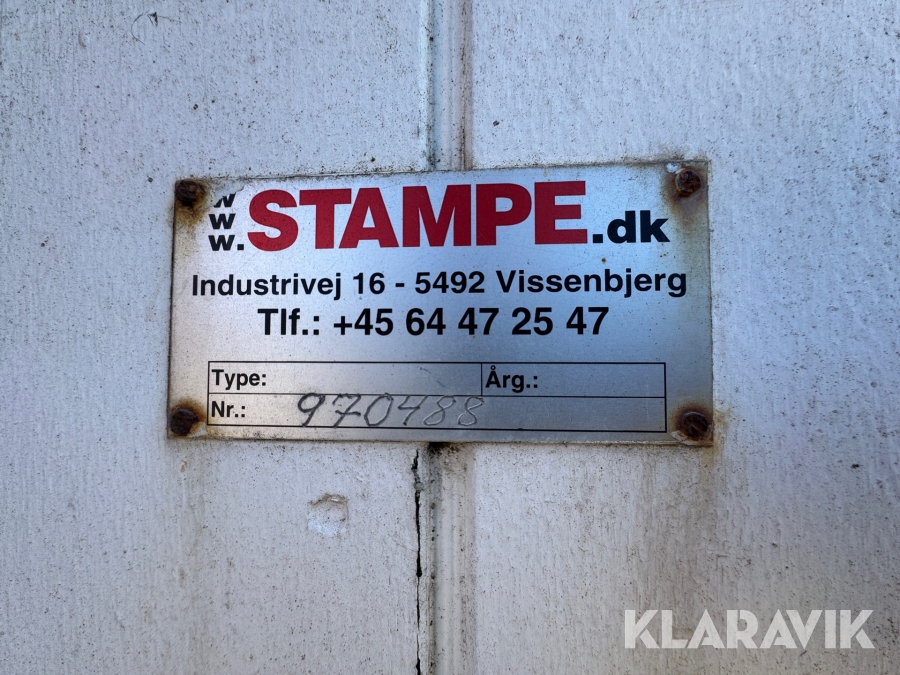 www.STAMPE.dk
Industrivej 16 - 5492 Vissenbjerg
Tlf.: +45 64 47 25 47
Type: Årg.:
Nr.: 970488
KLARAVIK